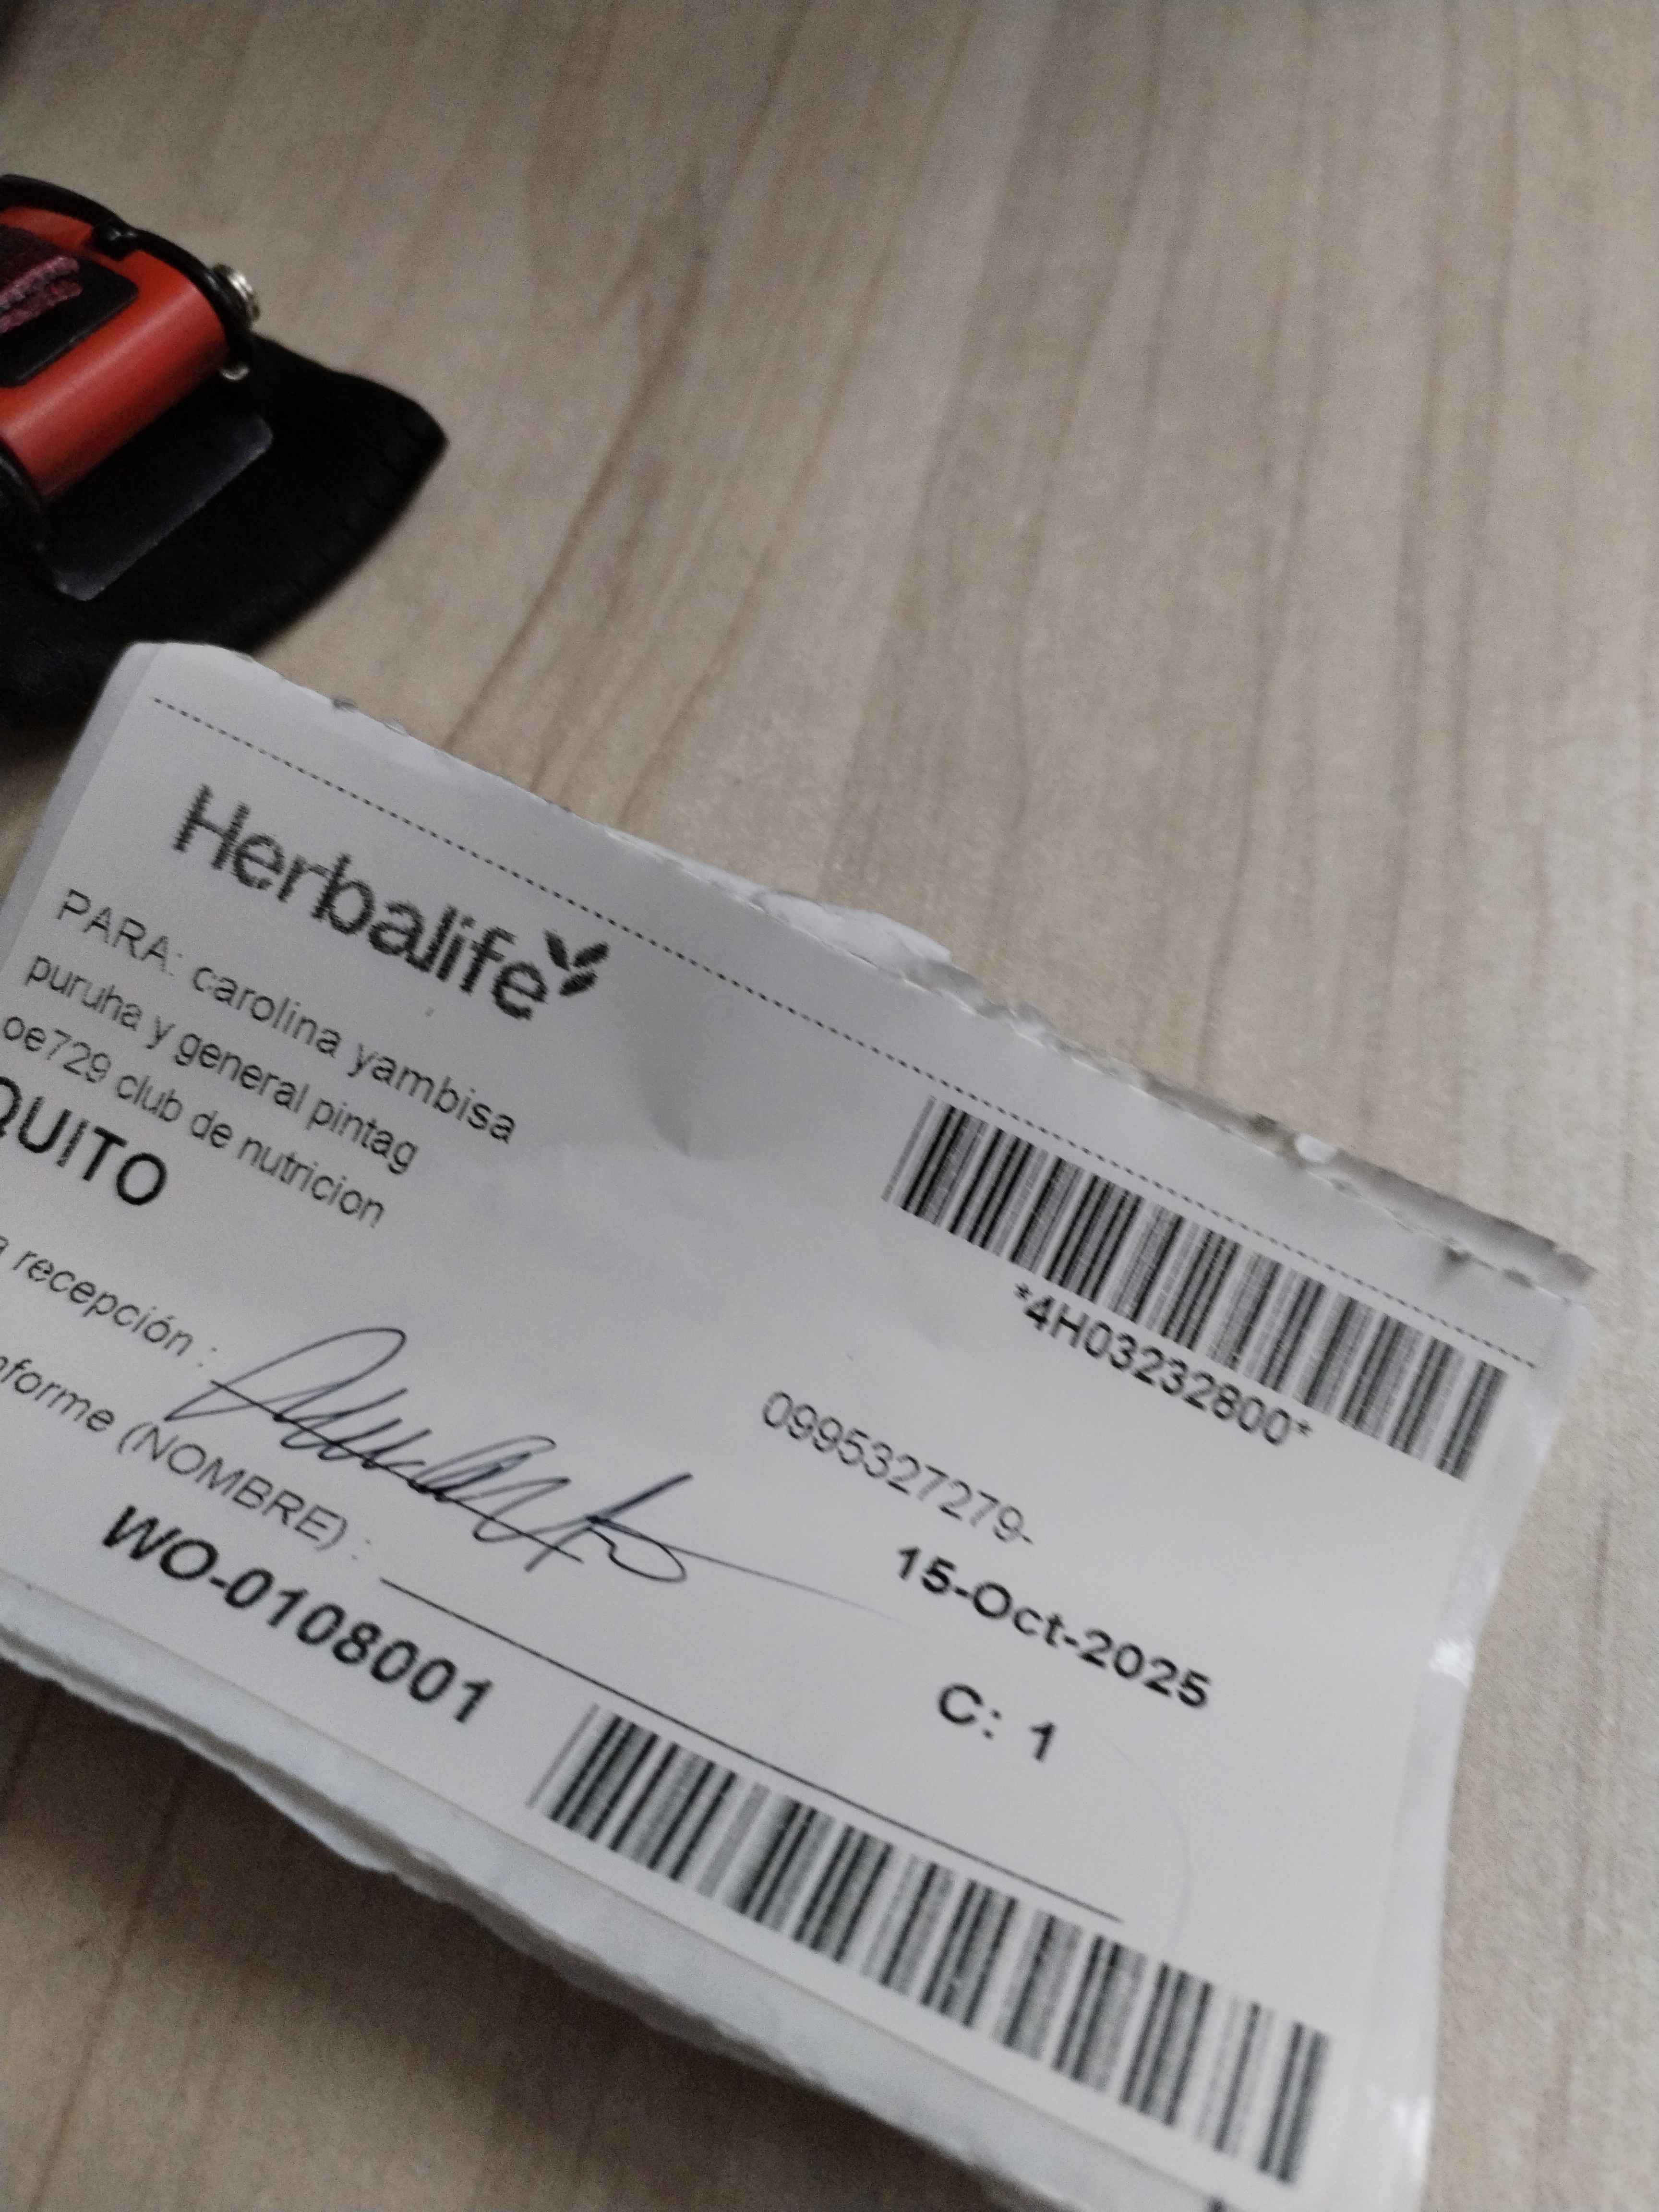 Herbalife
PARA: carolina yambisa
puruha y general pintag
oe729 club de nutricion
QUITO
*4H03232800*
recepción :
0995327279-
15-Oct-2025
(NOMBRE) :
C: 1
WO-0108001